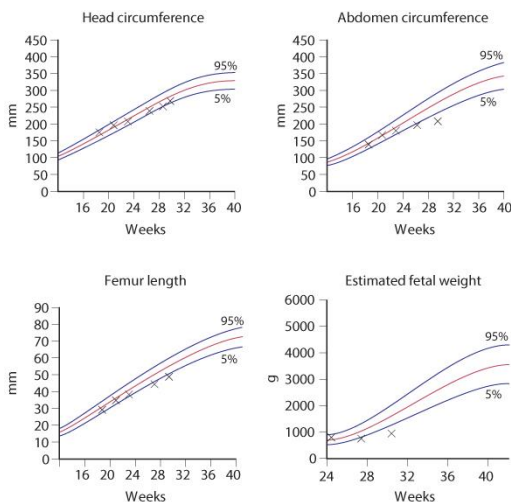 Head circumference
450
400
350
300
250
200
150
100
50
0
mm
95%
5%
16 20 24 28 32 36 40
Weeks
Abdomen circumference
450
400
350
300
250
200
150
100
50
0
mm
95%
5%
16 20 24 28 32 36 40
Weeks
Femur length
90
80
70
60
50
40
30
20
10
0
mm
95%
5%
16 20 24 28 32 36 40
Weeks
Estimated fetal weight
6000
5000
4000
3000
2000
1000
0
g
95%
5%
24 28 32 36 40
Weeks